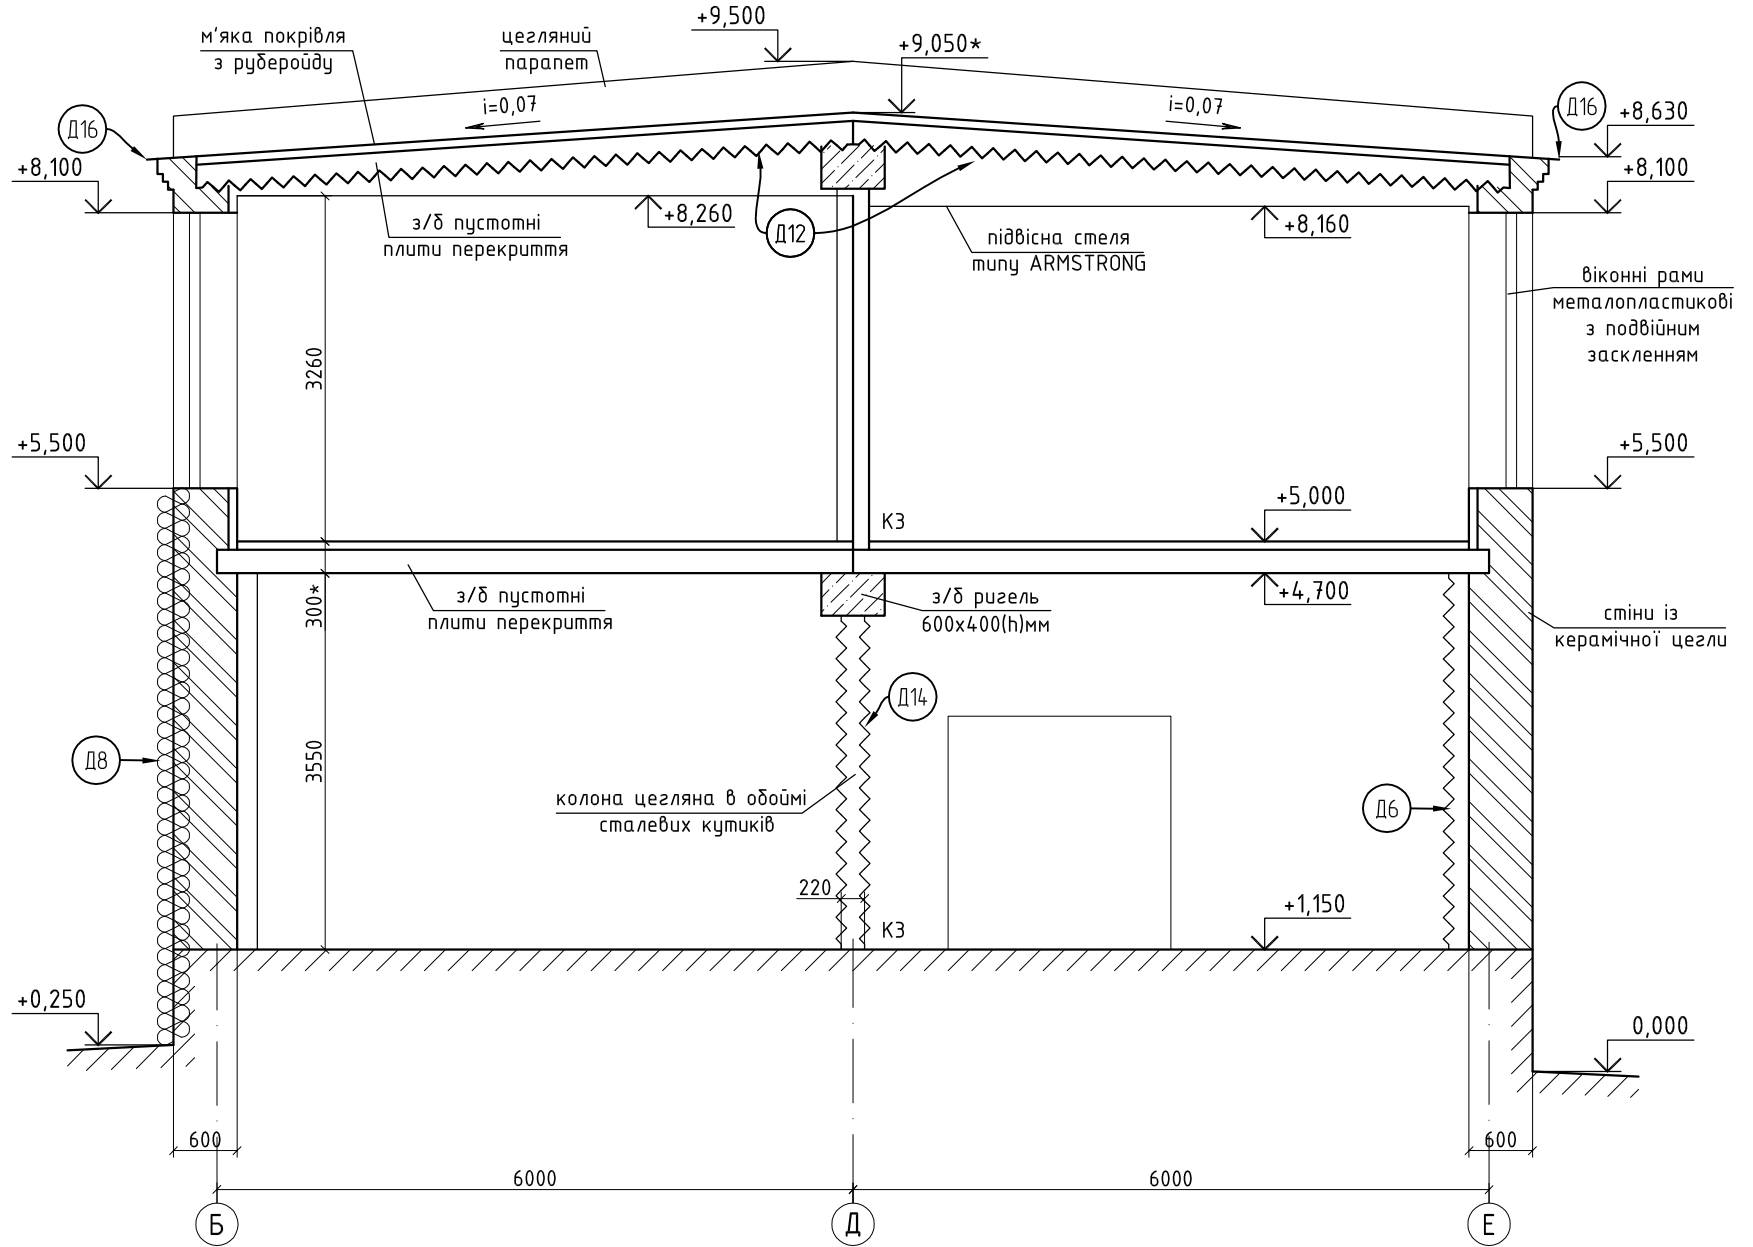 +9,500
+9,050*
м'яка покрівля
з руберойду
цегляний
парапет
i=0,07
i=0,07
Д16
Д16
+8,630
+8,100
+8,100
з/б пустотні
плити перекриття
+8,260
Д12
підвісна стеля
типу ARMSTRONG
+8,160
віконні рами
металопластикові
з подвійним
заскленням
3260
+5,500
+5,500
+5,000
К3
з/б пустотні
плити перекриття
300*
з/б ригель
600х400(h)мм
+4,700
стіни із
керамічної цегли
Д14
Д8
3550
колона цегляна в обоймі
сталевих кутиків
Д6
220
К3
+1,150
+0,250
0,000
600
600
6000
6000
Б
Д
Е